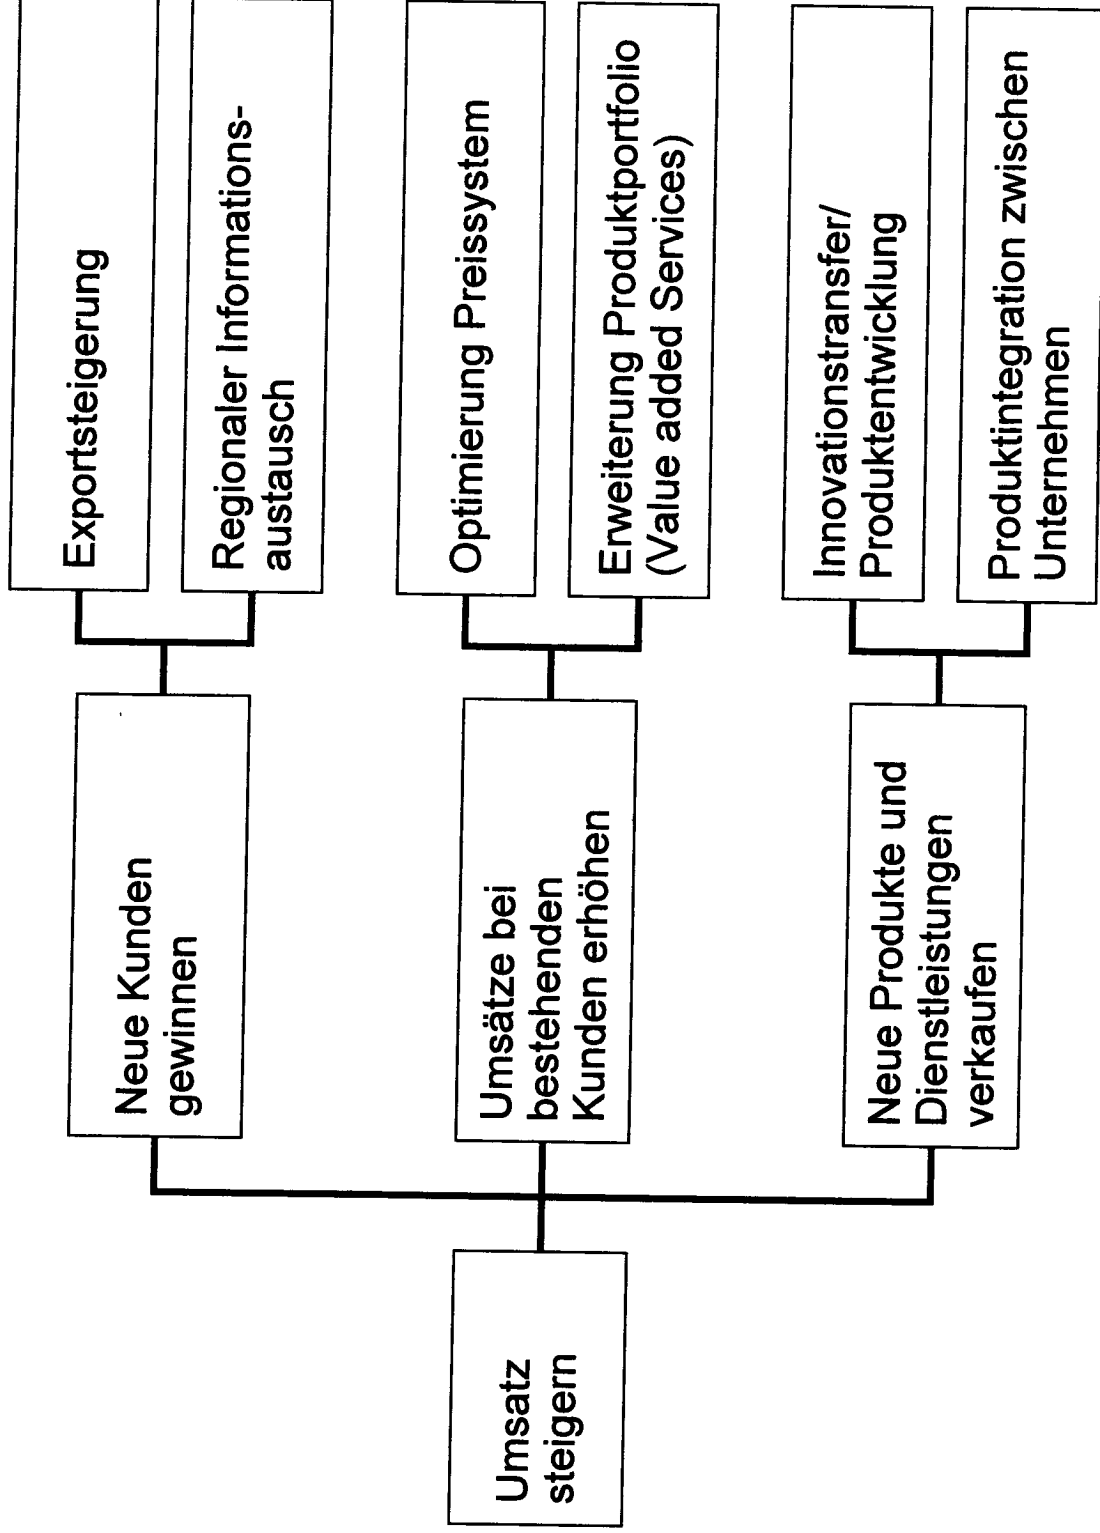 Umsatz
steigern
Neue Kunden
gewinnen
Exportsteigerung
Regionaler Informations-
austausch
Umsätze bei
bestehenden
Kunden erhöhen
Optimierung Preissystem
Erweiterung Produktportfolio
(Value added Services)
Neue Produkte und
Dienstleistungen
verkaufen
Innovationstransfer/
Produktentwicklung
Produktintegration zwischen
Unternehmen